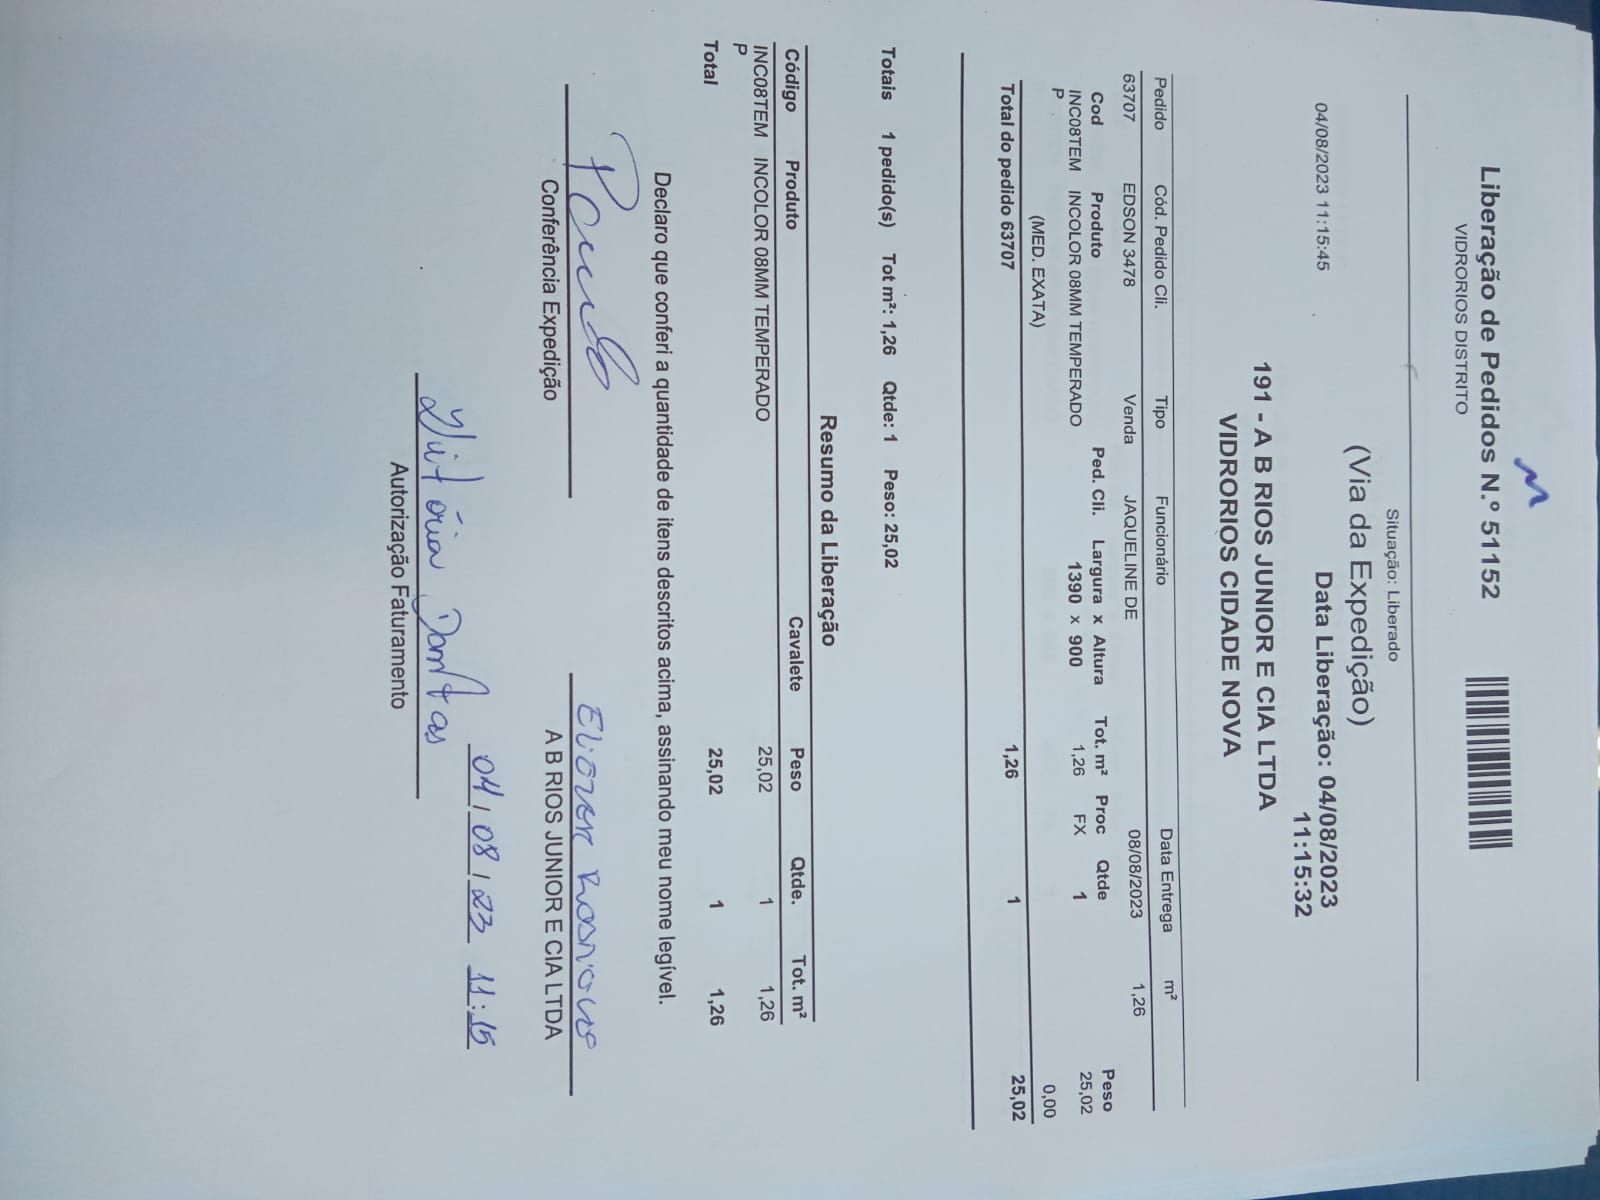 Liberação de Pedidos N.º 51152
VIDRORIOS DISTRITO
Situação: Liberado
(Via da Expedição)
04/08/2023 11:15:45
Data Liberação: 04/08/2023
11:15:32
191 - A B RIOS JUNIOR E CIA LTDA
VIDRORIOS CIDADE NOVA
Pedido Cód. Pedido Cli. Tipo Funcionário Data Entrega m²
63707 EDSON 3478 Venda JAQUELINE DE 08/08/2023 1,26
Cod Produto Ped. Cli. Largura x Altura Tot. m² Proc Qtde Peso
INC08TEM INCOLOR 08MM TEMPERADO 1390 x 900 1,26 FX 1 25,02
P
(MED. EXATA) 0,00
Total do pedido 63707 1,26 1 25,02
Totais 1 pedido(s) Tot m²: 1,26 Qtde: 1 Peso: 25,02
Resumo da Liberação
Código Produto Cavalete Peso Qtde. Tot. m²
INC08TEM INCOLOR 08MM TEMPERADO 25,02 1 1,26
P
Total 25,02 1 1,26
Declaro que conferi a quantidade de itens descritos acima, assinando meu nome legível.
Conferência Expedição
A B RIOS JUNIOR E CIA LTDA
04/08/23 11:15
Vitória Dantas
Autorização Faturamento